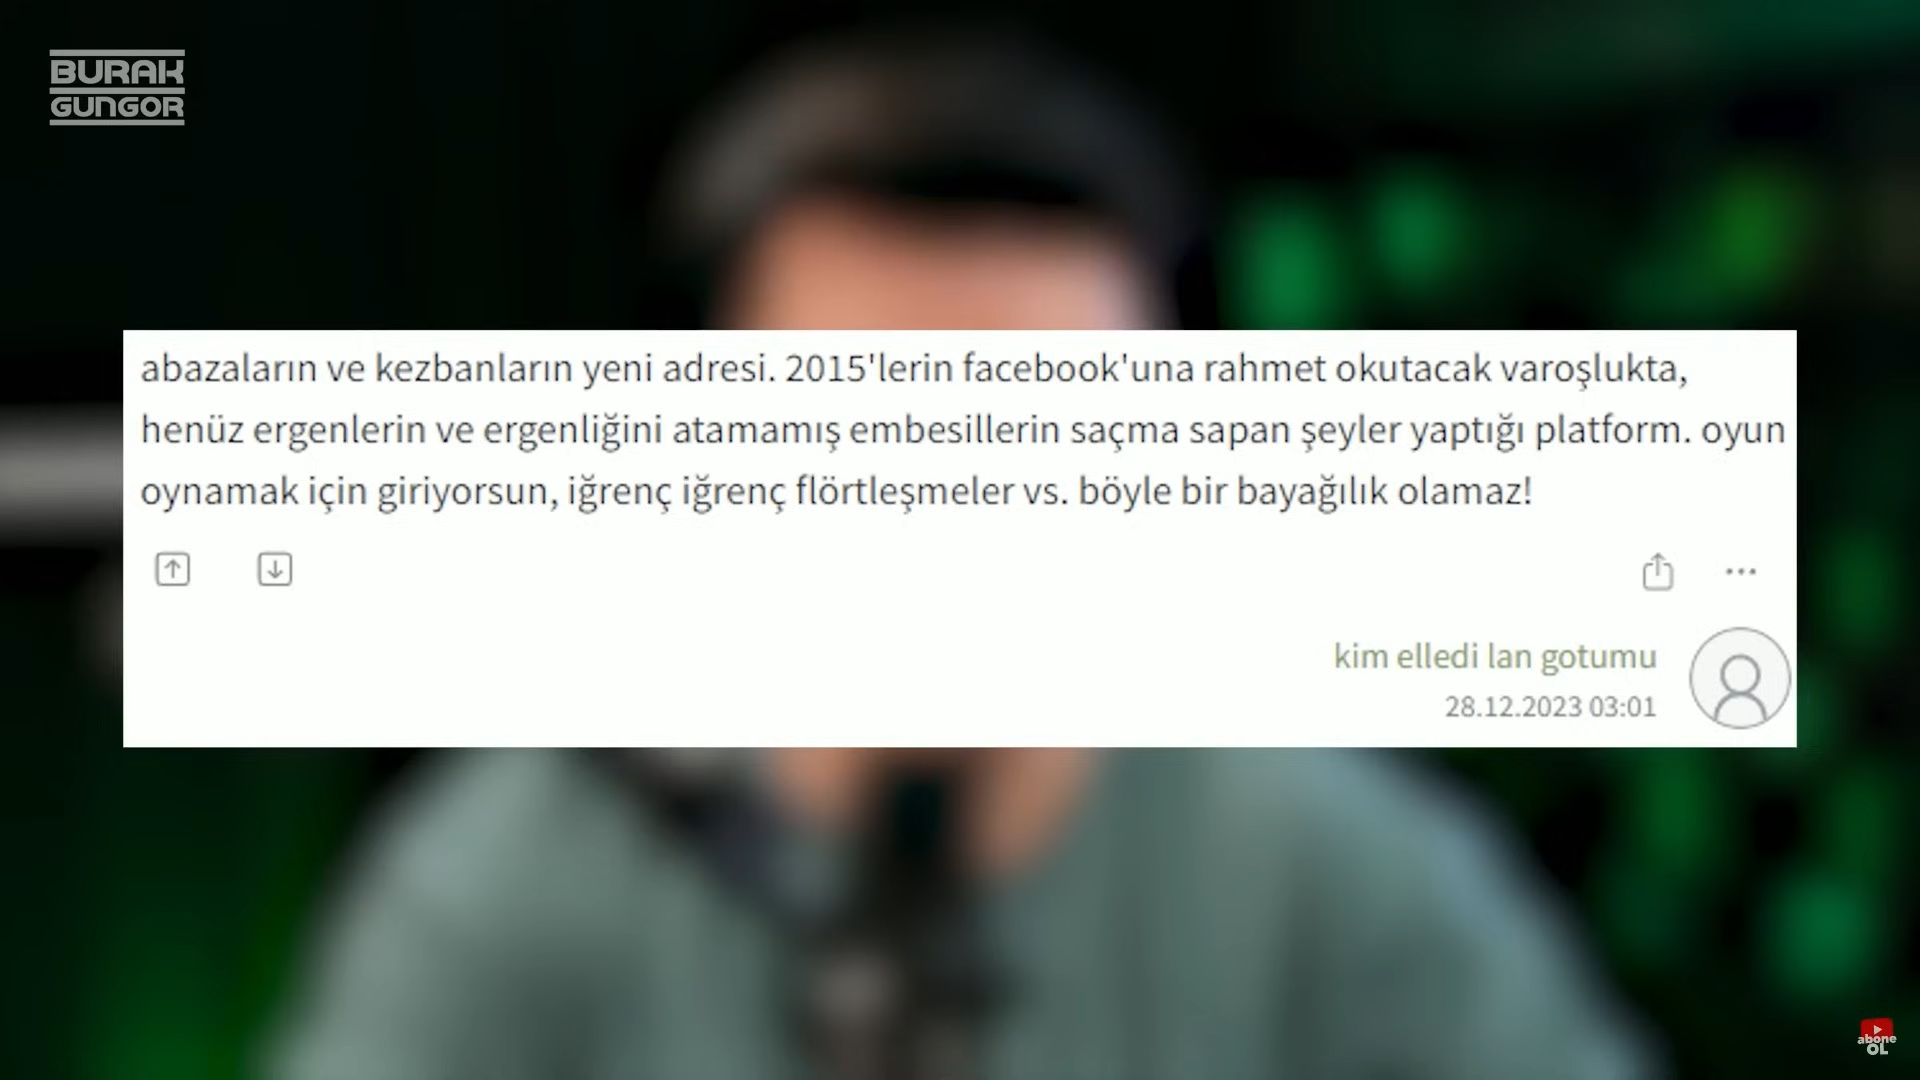 BURAK
GUNGOR
abazaların ve kezbanların yeni adresi. 2015'lerin facebook'una rahmet okutacak varoşlukta,
henüz ergenlerin ve ergenliğini atamamış embesillerin saçma sapan şeyler yaptığı platform. oyun
oynamak için giriyorsun, iğrenç iğrenç flörtleşmeler vs. böyle bir bayağılık olamaz!
kim elledi lan gotumu
28.12.2023 03:01
abone
OL